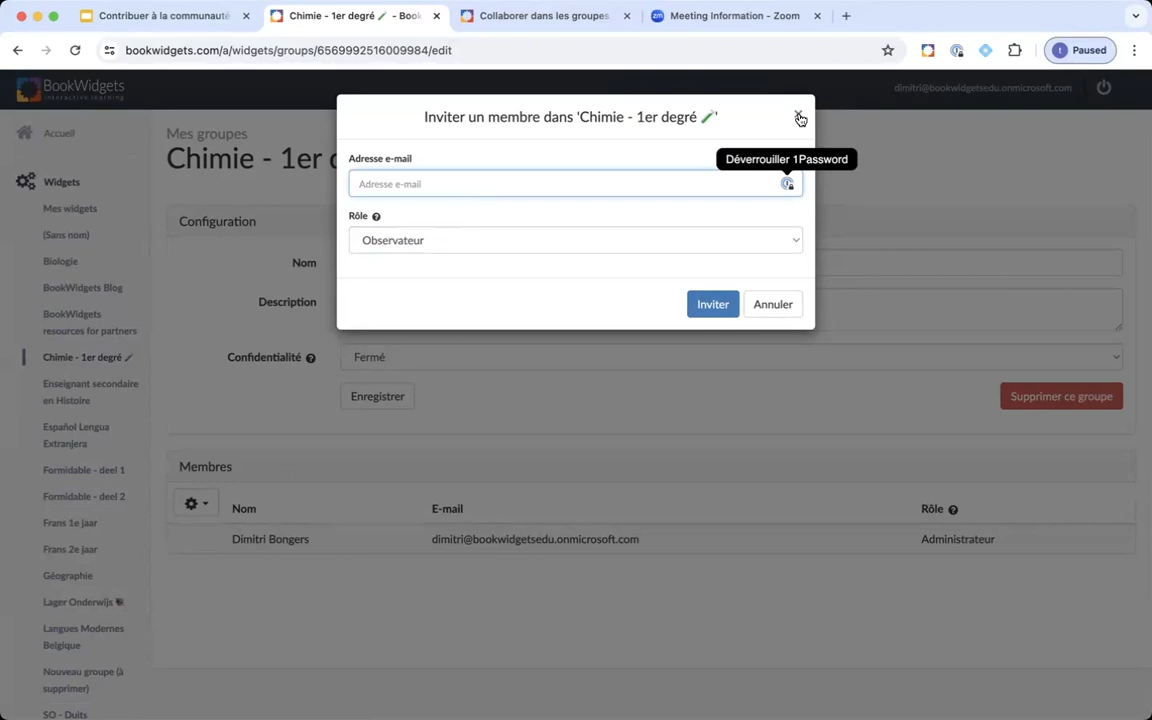 Contribuer à la communauté
Chimie - 1er degré - Book
Collaborer dans les groupes
Meeting Information - Zoom
bookwidgets.com/a/widgets/groups/6569992516009984/edit
Paused
BookWidgets
interactive learning
dimitri@bookwidgetsedu.onmicrosoft.com
Accueil
Widgets
Mes widgets
(Sans nom)
Biologie
BookWidgets Blog
BookWidgets
resources for partners
Chimie - 1er degré
Enseignant secondaire
en Histoire
Español Lengua
Extranjera
Formidable - deel 1
Formidable - deel 2
Frans 1e jaar
Frans 2e jaar
Géographie
Lager Onderwijs
Langues Modernes
Belgique
Nouveau groupe (à
supprimer)
SO - Duits
Mes groupes
Chimie - 1er
Configuration
Nom
Description
Confidentialité
Fermé
Enregistrer
Supprimer ce groupe
Membres
Nom E-mail Rôle
Dimitri Bongers dimitri@bookwidgetsedu.onmicrosoft.com Administrateur
Inviter un membre dans 'Chimie - 1er degré '
Adresse e-mail
Déverrouiller 1Password
Adresse e-mail
Rôle
Observateur
Inviter
Annuler